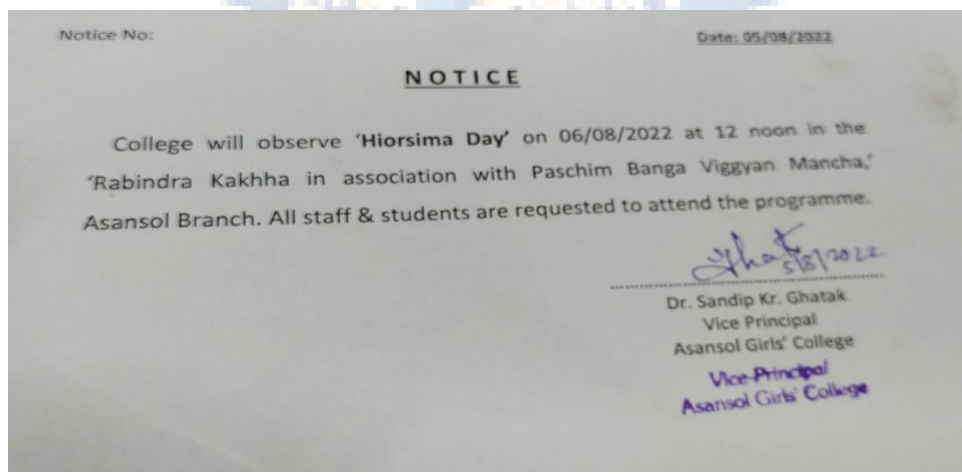 Notice No:
Date: 05/08/2022
NOTICE
College will observe ‘Hiorsima Day’ on 06/08/2022 at 12 noon in the
‘Rabindra Kakhha in association with Paschim Banga Viggyan Mancha,’
Asansol Branch. All staff & students are requested to attend the programme.
Ghatak
5/8/2022
Dr. Sandip Kr. Ghatak
Vice Principal
Asansol Girls’ College
Vice-Principal
Asansol Girls’ College